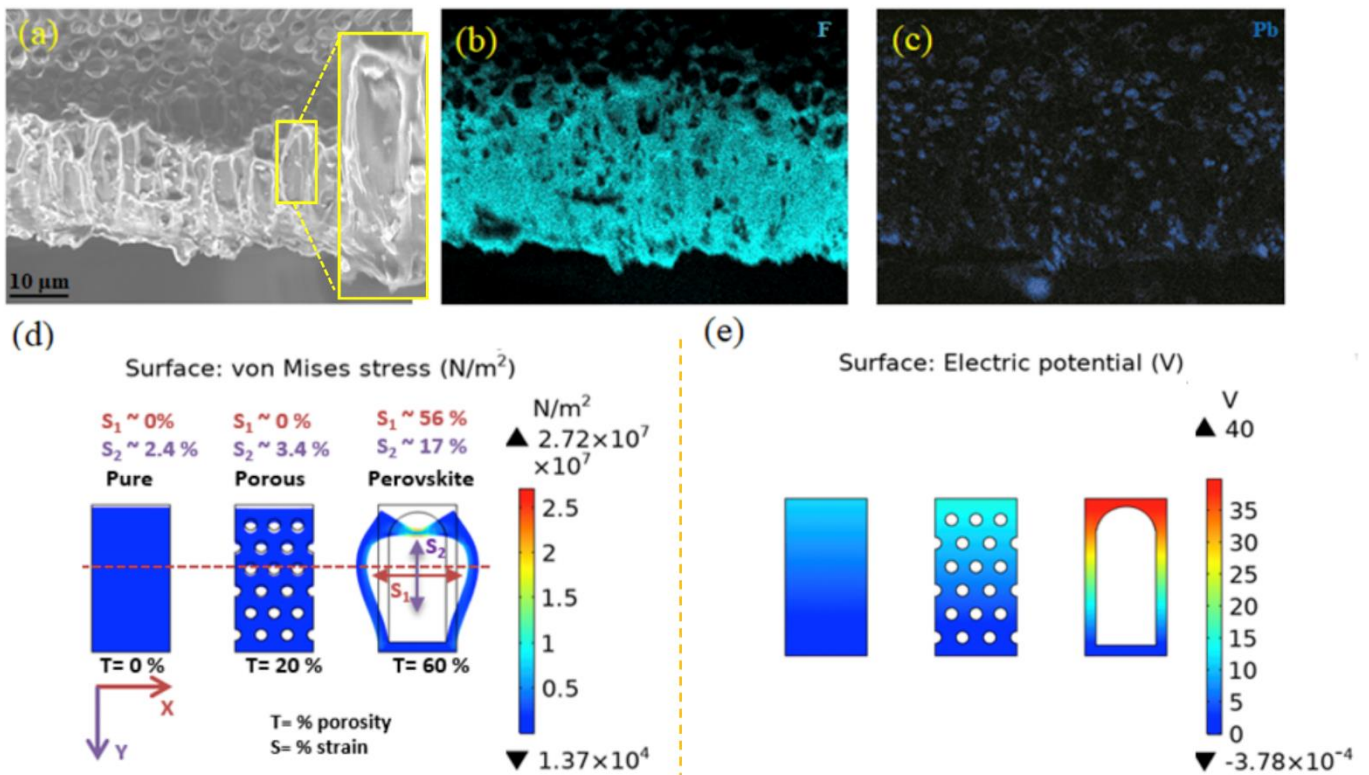 (a)
10 μm
(b)
F
(c)
Pb
(d)
Surface: von Mises stress (N/m²)
S₁ ~ 0%
S₂ ~ 2.4 %
Pure
S₁ ~ 0 %
S₂ ~ 3.4 %
Porous
S₁ ~ 56 %
S₂ ~ 17 %
Perovskite
N/m²
▲ 2.72×10⁷
×10⁷
2.5
2
1.5
1
0.5
▼ 1.37×10⁴
S₂
S₁
T= 0 %
T= 20 %
T= 60 %
X
Y
T= % porosity
S= % strain
(e)
Surface: Electric potential (V)
V
▲ 40
35
30
25
20
15
10
5
0
▼ -3.78×10⁻⁴